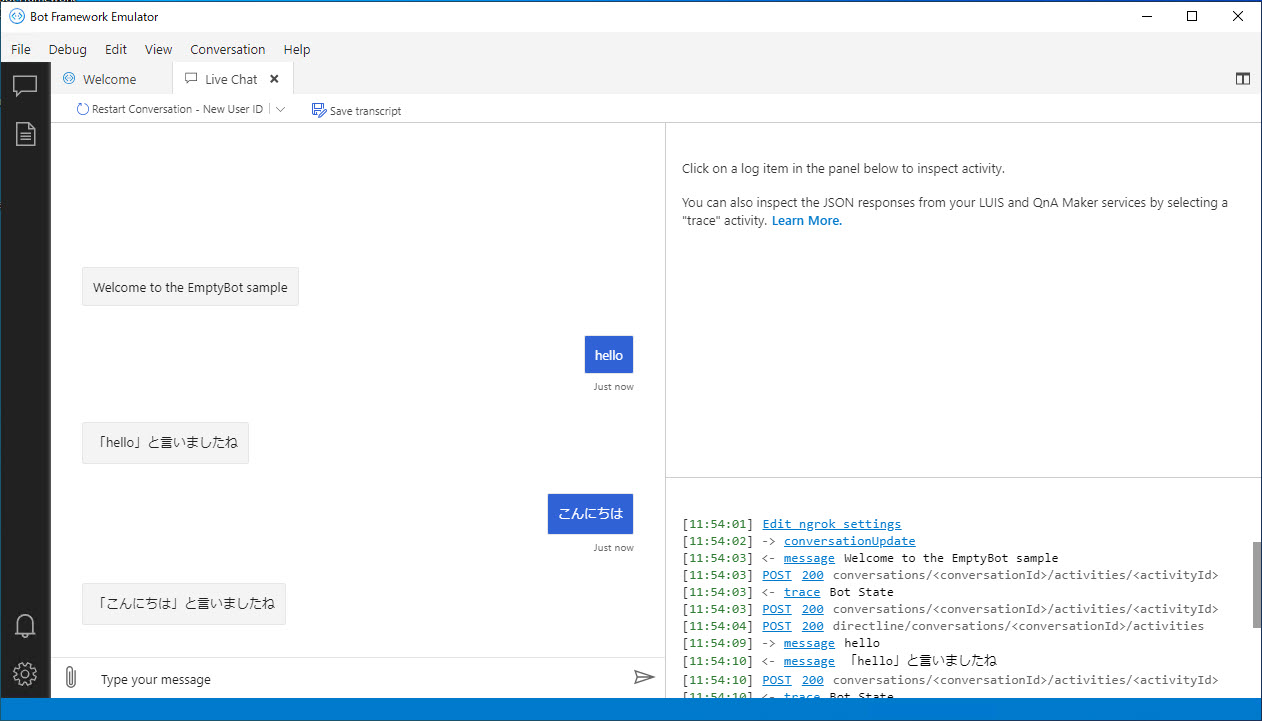 Bot Framework Emulator
File Debug Edit View Conversation Help
Welcome
Live Chat
Restart Conversation - New User ID
Save transcript
Welcome to the EmptyBot sample
hello
Just now
「hello」と言いましたね
こんにちは
Just now
「こんにちは」と言いましたね
Type your message
Click on a log item in the panel below to inspect activity.
You can also inspect the JSON responses from your LUIS and QnA Maker services by selecting a
"trace" activity. Learn More.
[11:54:01] Edit ngrok settings
[11:54:02] -> conversationUpdate
[11:54:03] <- message Welcome to the EmptyBot sample
[11:54:03] POST 200 conversations/<conversationId>/activities/<activityId>
[11:54:03] <- trace Bot State
[11:54:03] POST 200 conversations/<conversationId>/activities/<activityId>
[11:54:04] POST 200 directline/conversations/<conversationId>/activities
[11:54:09] -> message hello
[11:54:10] <- message 「hello」と言いましたね
[11:54:10] POST 200 conversations/<conversationId>/activities/<activityId>
[11:54:10] <- trace Bot State